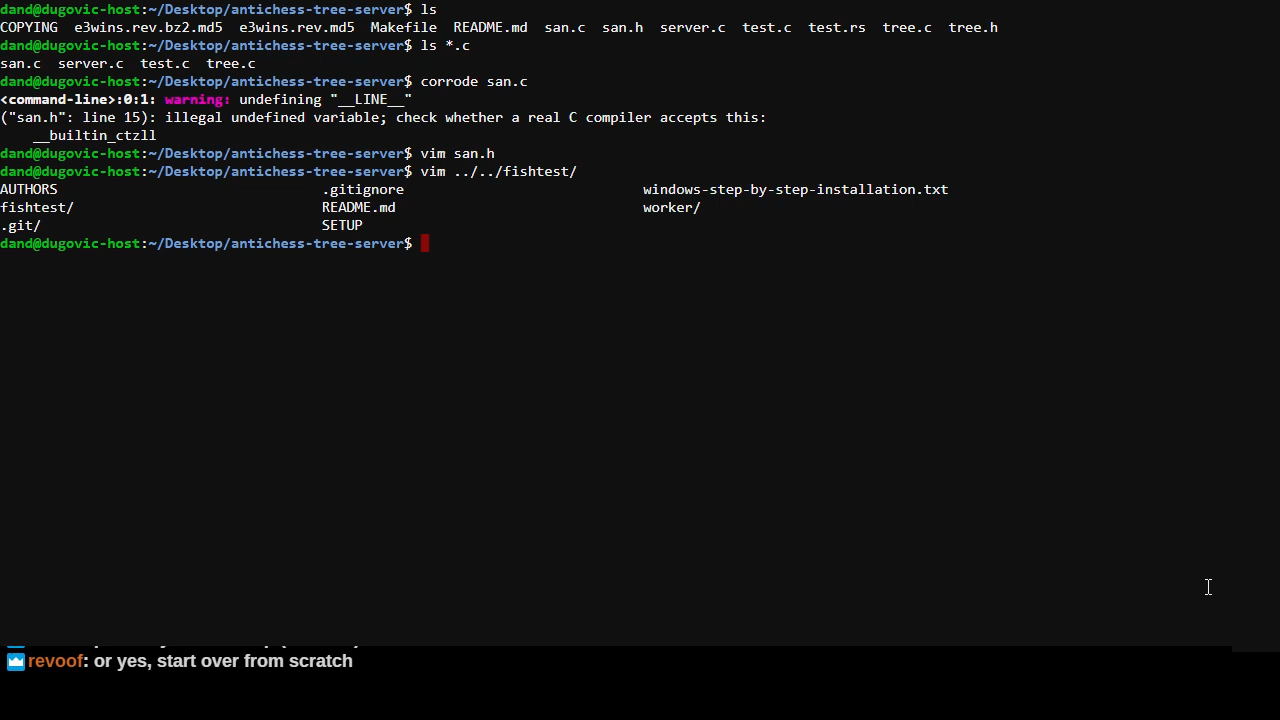 dand@dugovic-host:~/Desktop/antichess-tree-server$ ls
COPYING  e3wins.rev.bz2.md5  e3wins.rev.md5  Makefile  README.md  san.c  san.h  server.c  test.c  test.rs  tree.c  tree.h
dand@dugovic-host:~/Desktop/antichess-tree-server$ ls *.c
san.c  server.c  test.c  tree.c
dand@dugovic-host:~/Desktop/antichess-tree-server$ corrode san.c
<command-line>:0:1: warning: undefining "__LINE__"
("san.h": line 15): illegal undefined variable; check whether a real C compiler accepts this:
    __builtin_ctzll
dand@dugovic-host:~/Desktop/antichess-tree-server$ vim san.h
dand@dugovic-host:~/Desktop/antichess-tree-server$ vim ../../fishtest/
AUTHORS                                .gitignore                             windows-step-by-step-installation.txt
fishtest/                              README.md                              worker/
.git/                                  SETUP
dand@dugovic-host:~/Desktop/antichess-tree-server$
revoof: or yes, start over from scratch